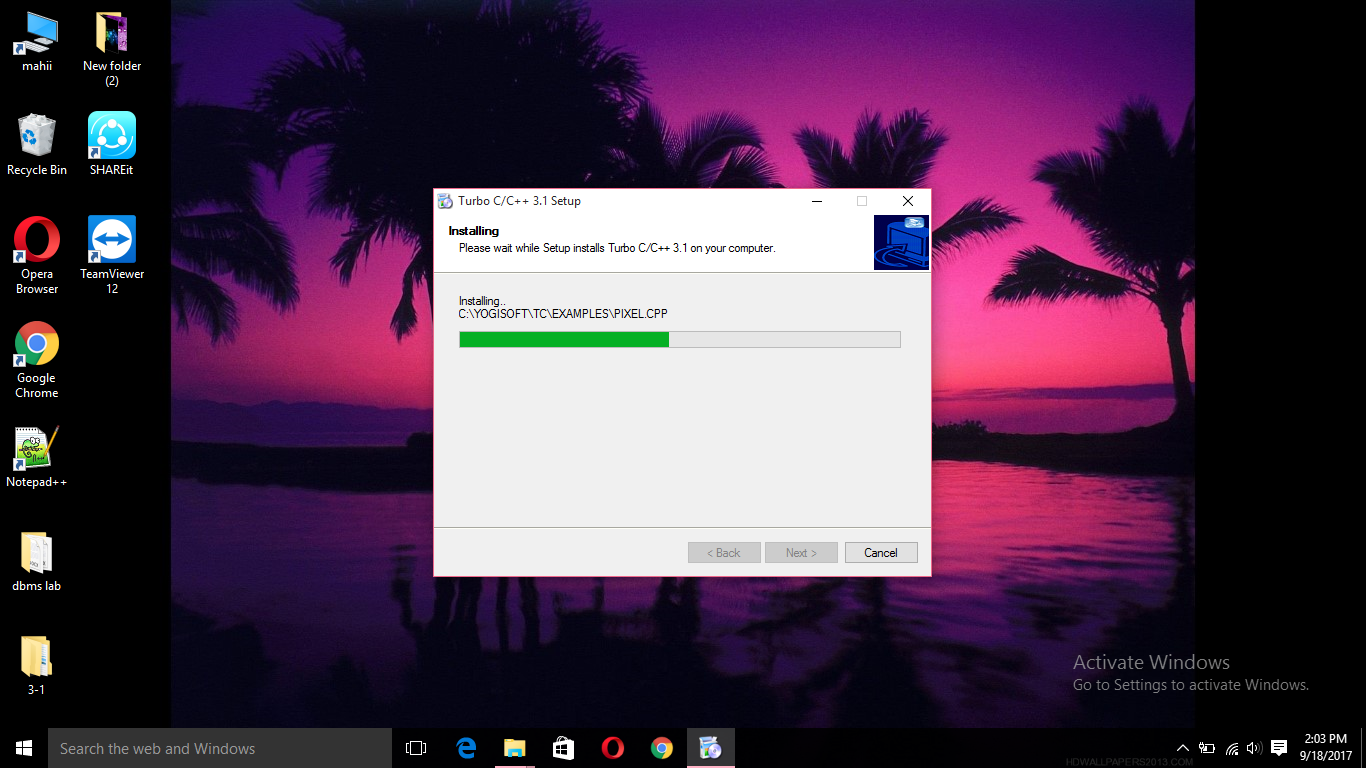 mahii
New folder
(2)
Recycle Bin
SHAREit
Opera
Browser
TeamViewer
12
Google
Chrome
Notepad++
dbms lab
3-1
Turbo C/C++ 3.1 Setup
Installing
Please wait while Setup installs Turbo C/C++ 3.1 on your computer.
Installing..
C:\YOGISOFT\TC\EXAMPLES\PIXEL.CPP
< Back
Next >
Cancel
Activate Windows
Go to Settings to activate Windows.
Search the web and Windows
HDWALLPAPERS2013.COM
2:03 PM
9/18/2017